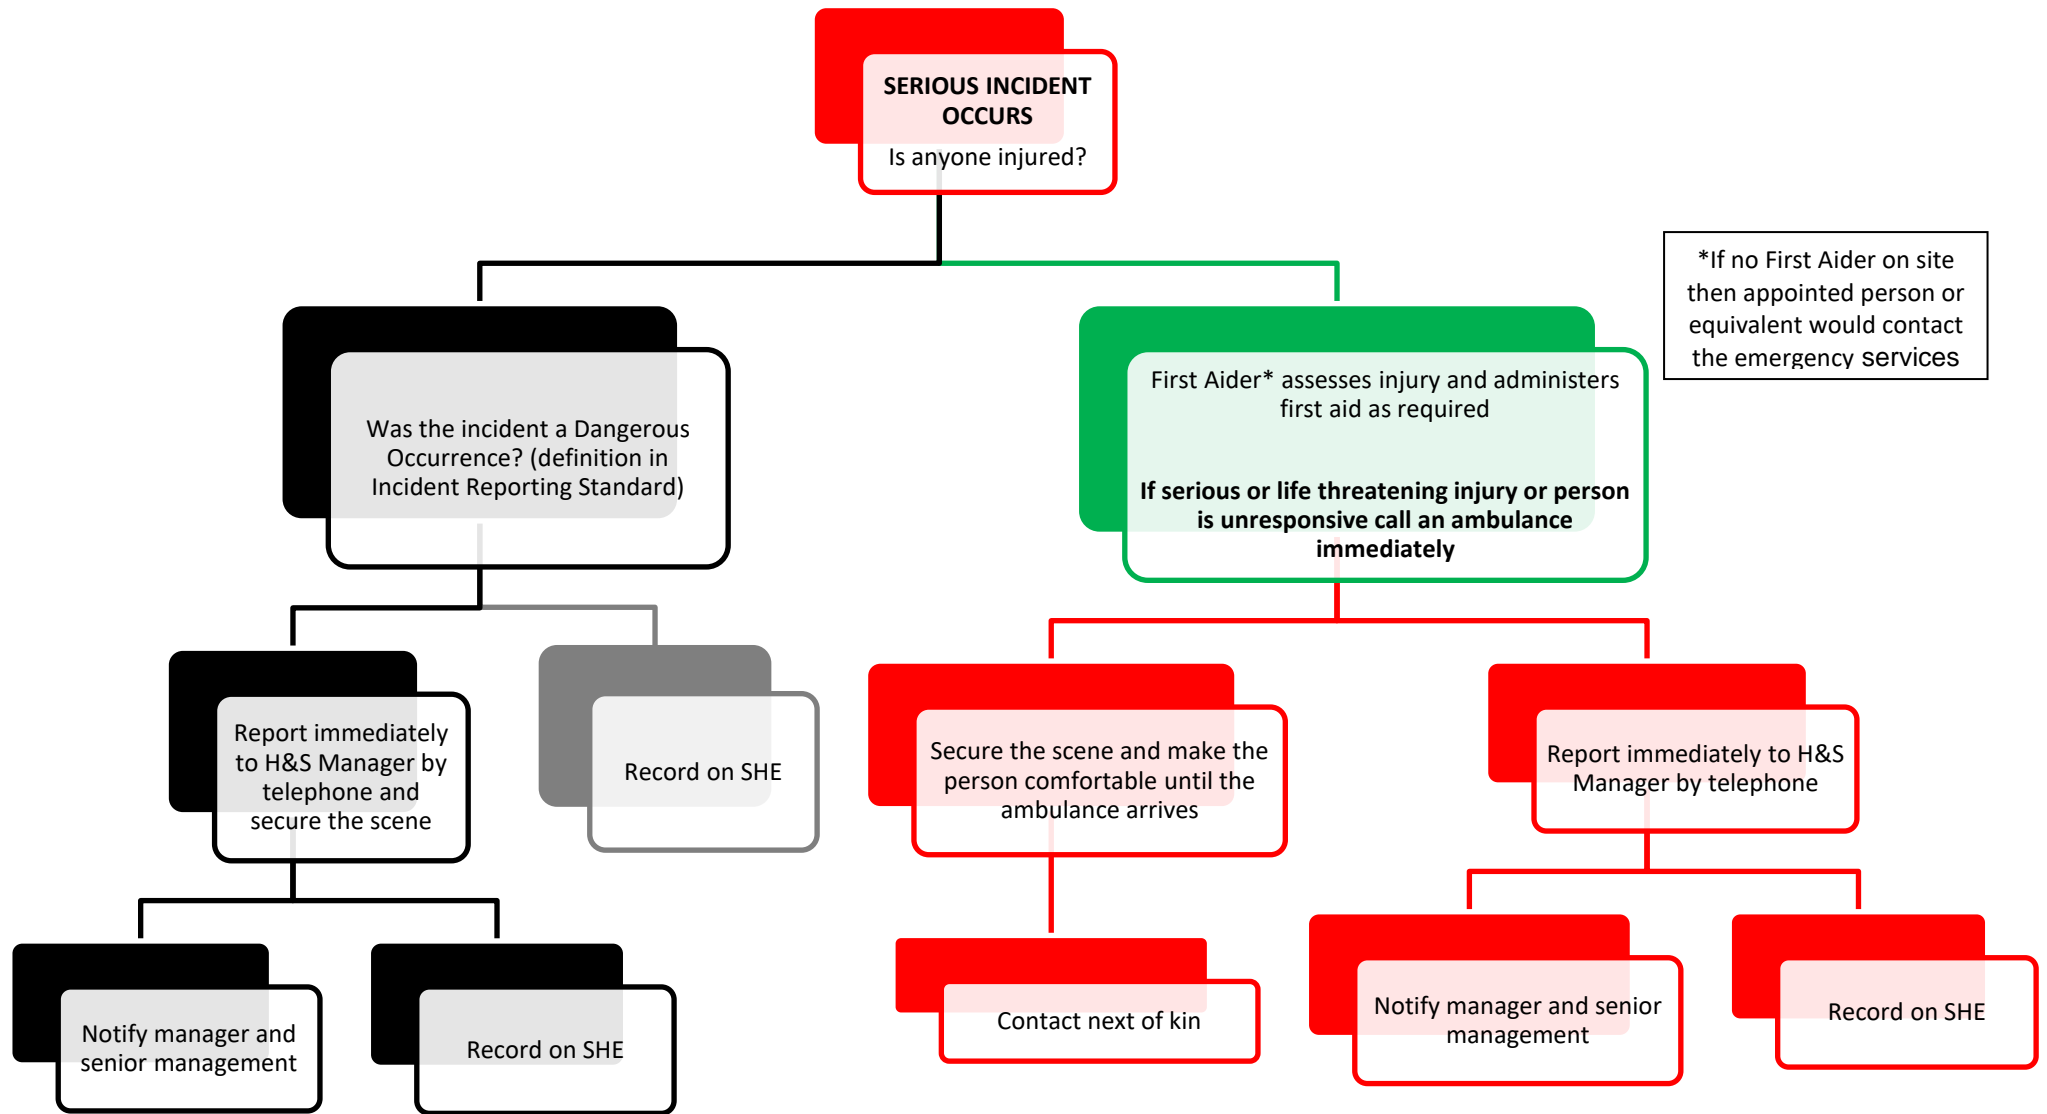 SERIOUS INCIDENT
OCCURS
Is anyone injured?
*If no First Aider on site
then appointed person or
equivalent would contact
the emergency services
Was the incident a Dangerous
Occurrence? (definition in
Incident Reporting Standard)
First Aider* assesses injury and administers
first aid as required
If serious or life threatening injury or person
is unresponsive call an ambulance
immediately
Report immediately
to H&S Manager by
telephone and
secure the scene
Record on SHE
Secure the scene and make the
person comfortable until the
ambulance arrives
Report immediately to H&S
Manager by telephone
Notify manager and
senior management
Record on SHE
Contact next of kin
Notify manager and senior
management
Record on SHE